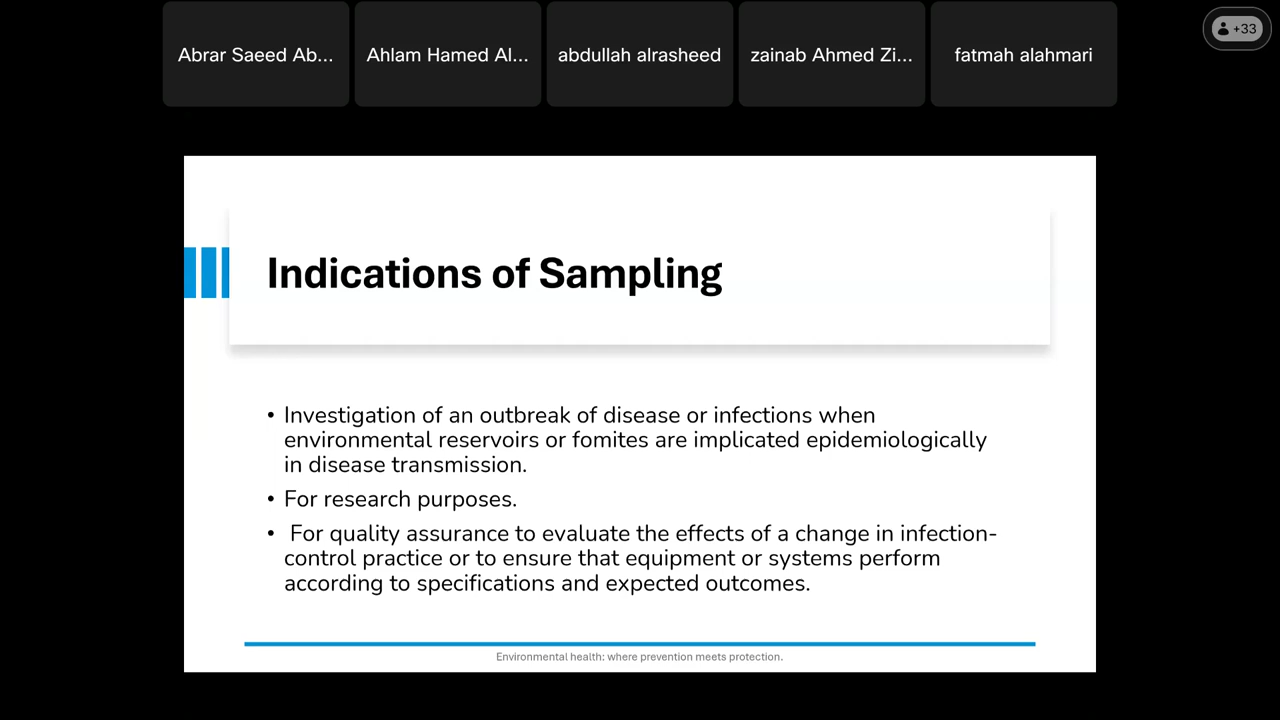 Abrar Saeed Ab...
Ahlam Hamed Al...
abdullah alrasheed
zainab Ahmed Zi...
fatmah alahmari
+33
Indications of Sampling
• Investigation of an outbreak of disease or infections when
environmental reservoirs or fomites are implicated epidemiologically
in disease transmission.
• For research purposes.
• For quality assurance to evaluate the effects of a change in infection-
control practice or to ensure that equipment or systems perform
according to specifications and expected outcomes.
Environmental health: where prevention meets protection.